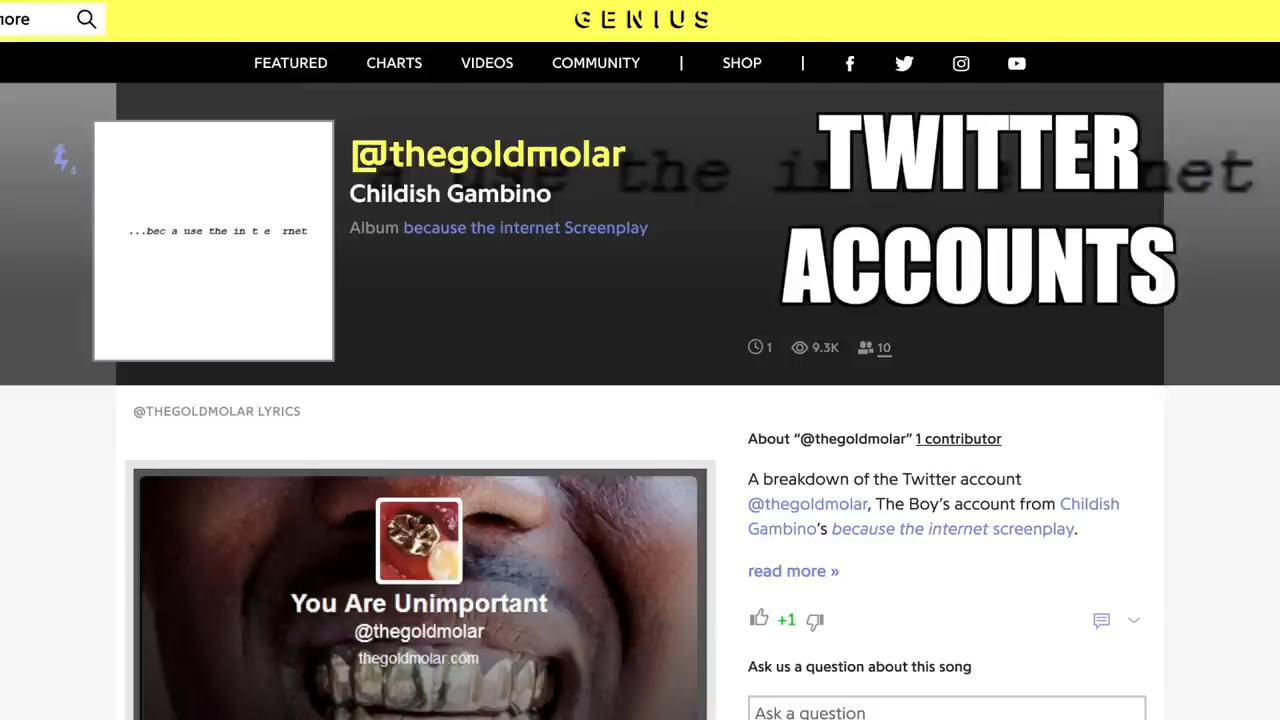 more
GENIUS
FEATURED CHARTS VIDEOS COMMUNITY | SHOP |
4
...bec a use the in t e rnet
@thegoldmolar
Childish Gambino
Album because the internet Screenplay
TWITTER
ACCOUNTS
1 9.3K 10
@THEGOLDMOLAR LYRICS
About “@thegoldmolar” 1 contributor
A breakdown of the Twitter account
@thegoldmolar, The Boy’s account from Childish
Gambino’s because the internet screenplay.
read more »
+1
Ask us a question about this song
Ask a question
You Are Unimportant
@thegoldmolar
thegoldmolar.com